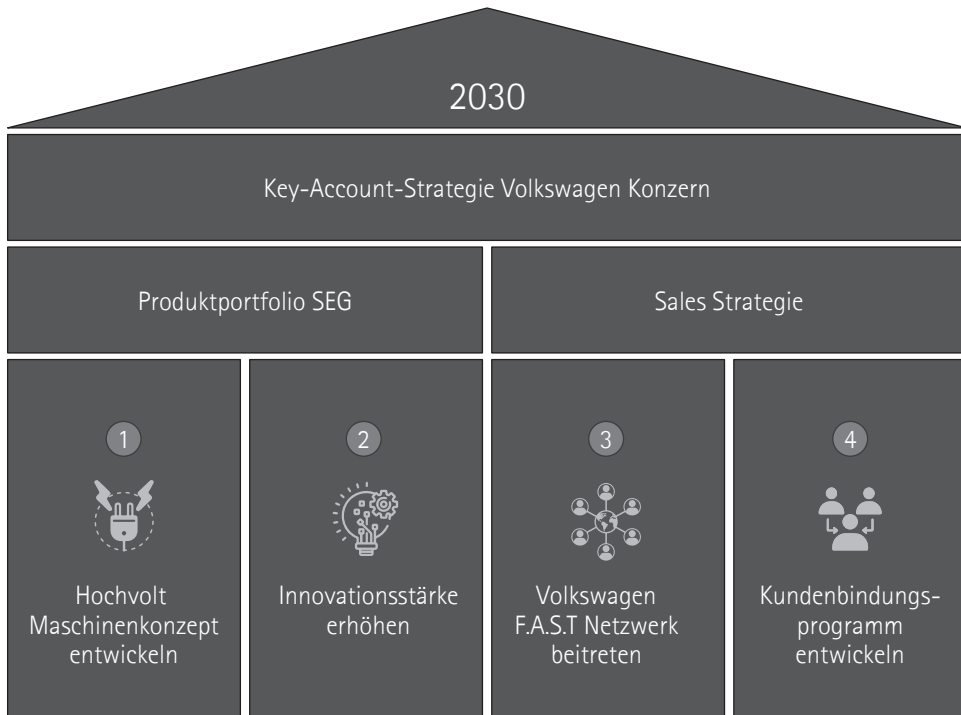 2030
Key-Account-Strategie Volkswagen Konzern
Produktportfolio SEG
Sales Strategie
1
Hochvolt
Maschinenkonzept
entwickeln
2
Innovationsstärke
erhöhen
3
Volkswagen
F.A.S.T Netzwerk
beitreten
4
Kundenbindungs-
programm
entwickeln